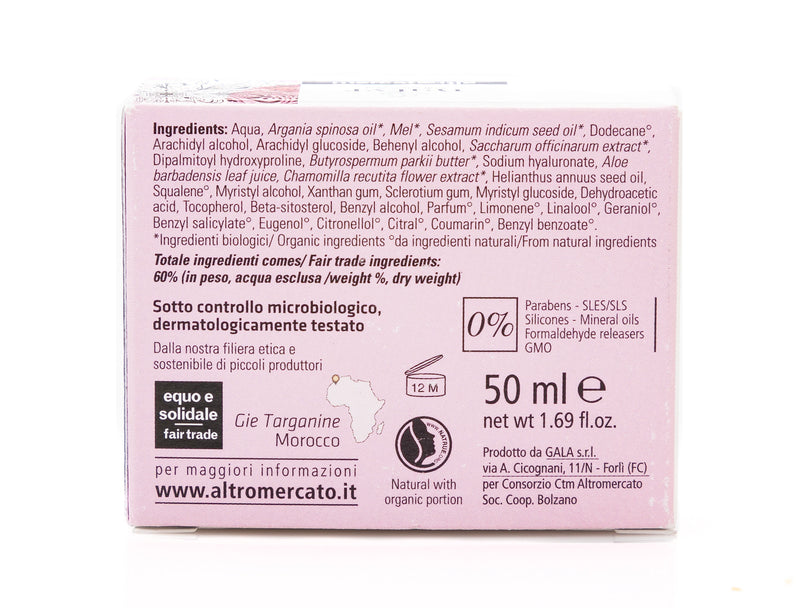 Ingredients: Aqua, Argania spinosa oil*, Mel*, Sesamum indicum seed oil*, Dodecane°,
Arachidyl alcohol, Arachidyl glucoside, Behenyl alcohol, Saccharum officinarum extract*,
Dipalmitoyl hydroxyproline, Butyrospermum parkii butter*, Sodium hyaluronate, Aloe
barbadensis leaf juice, Chamomilla recutita flower extract*, Helianthus annuus seed oil,
Squalene°, Myristyl alcohol, Xanthan gum, Sclerotium gum, Myristyl glucoside, Dehydroacetic
acid, Tocopherol, Beta-sitosterol, Benzyl alcohol, Parfum°, Limonene°, Linalool°, Geraniol°,
Benzyl salicylate°, Eugenol°, Citronellol°, Citral°, Coumarin°, Benzyl benzoate°.
*Ingredienti biologici/ Organic ingredients °da ingredienti naturali/From natural ingredients
Totale ingredienti comes/ Fair trade ingredients:
60% (in peso, acqua esclusa /weight %, dry weight)
Sotto controllo microbiologico,
dermatologicamente testato
Dalla nostra filiera etica e
sostenibile di piccoli produttori
equo e
solidale
fair trade
Gie Targanine
Morocco
per maggiori informazioni
www.altromercato.it
0%
Parabens - SLES/SLS
Silicones - Mineral oils
Formaldehyde releasers
GMO
12 M
50 ml e
net wt 1.69 fl.oz.
WWW.NATRUE.ORG
Natural with
organic portion
Prodotto da GALA s.r.l.
via A. Cicognani, 11/N - Forlì (FC)
per Consorzio Ctm Altromercato
Soc. Coop. Bolzano